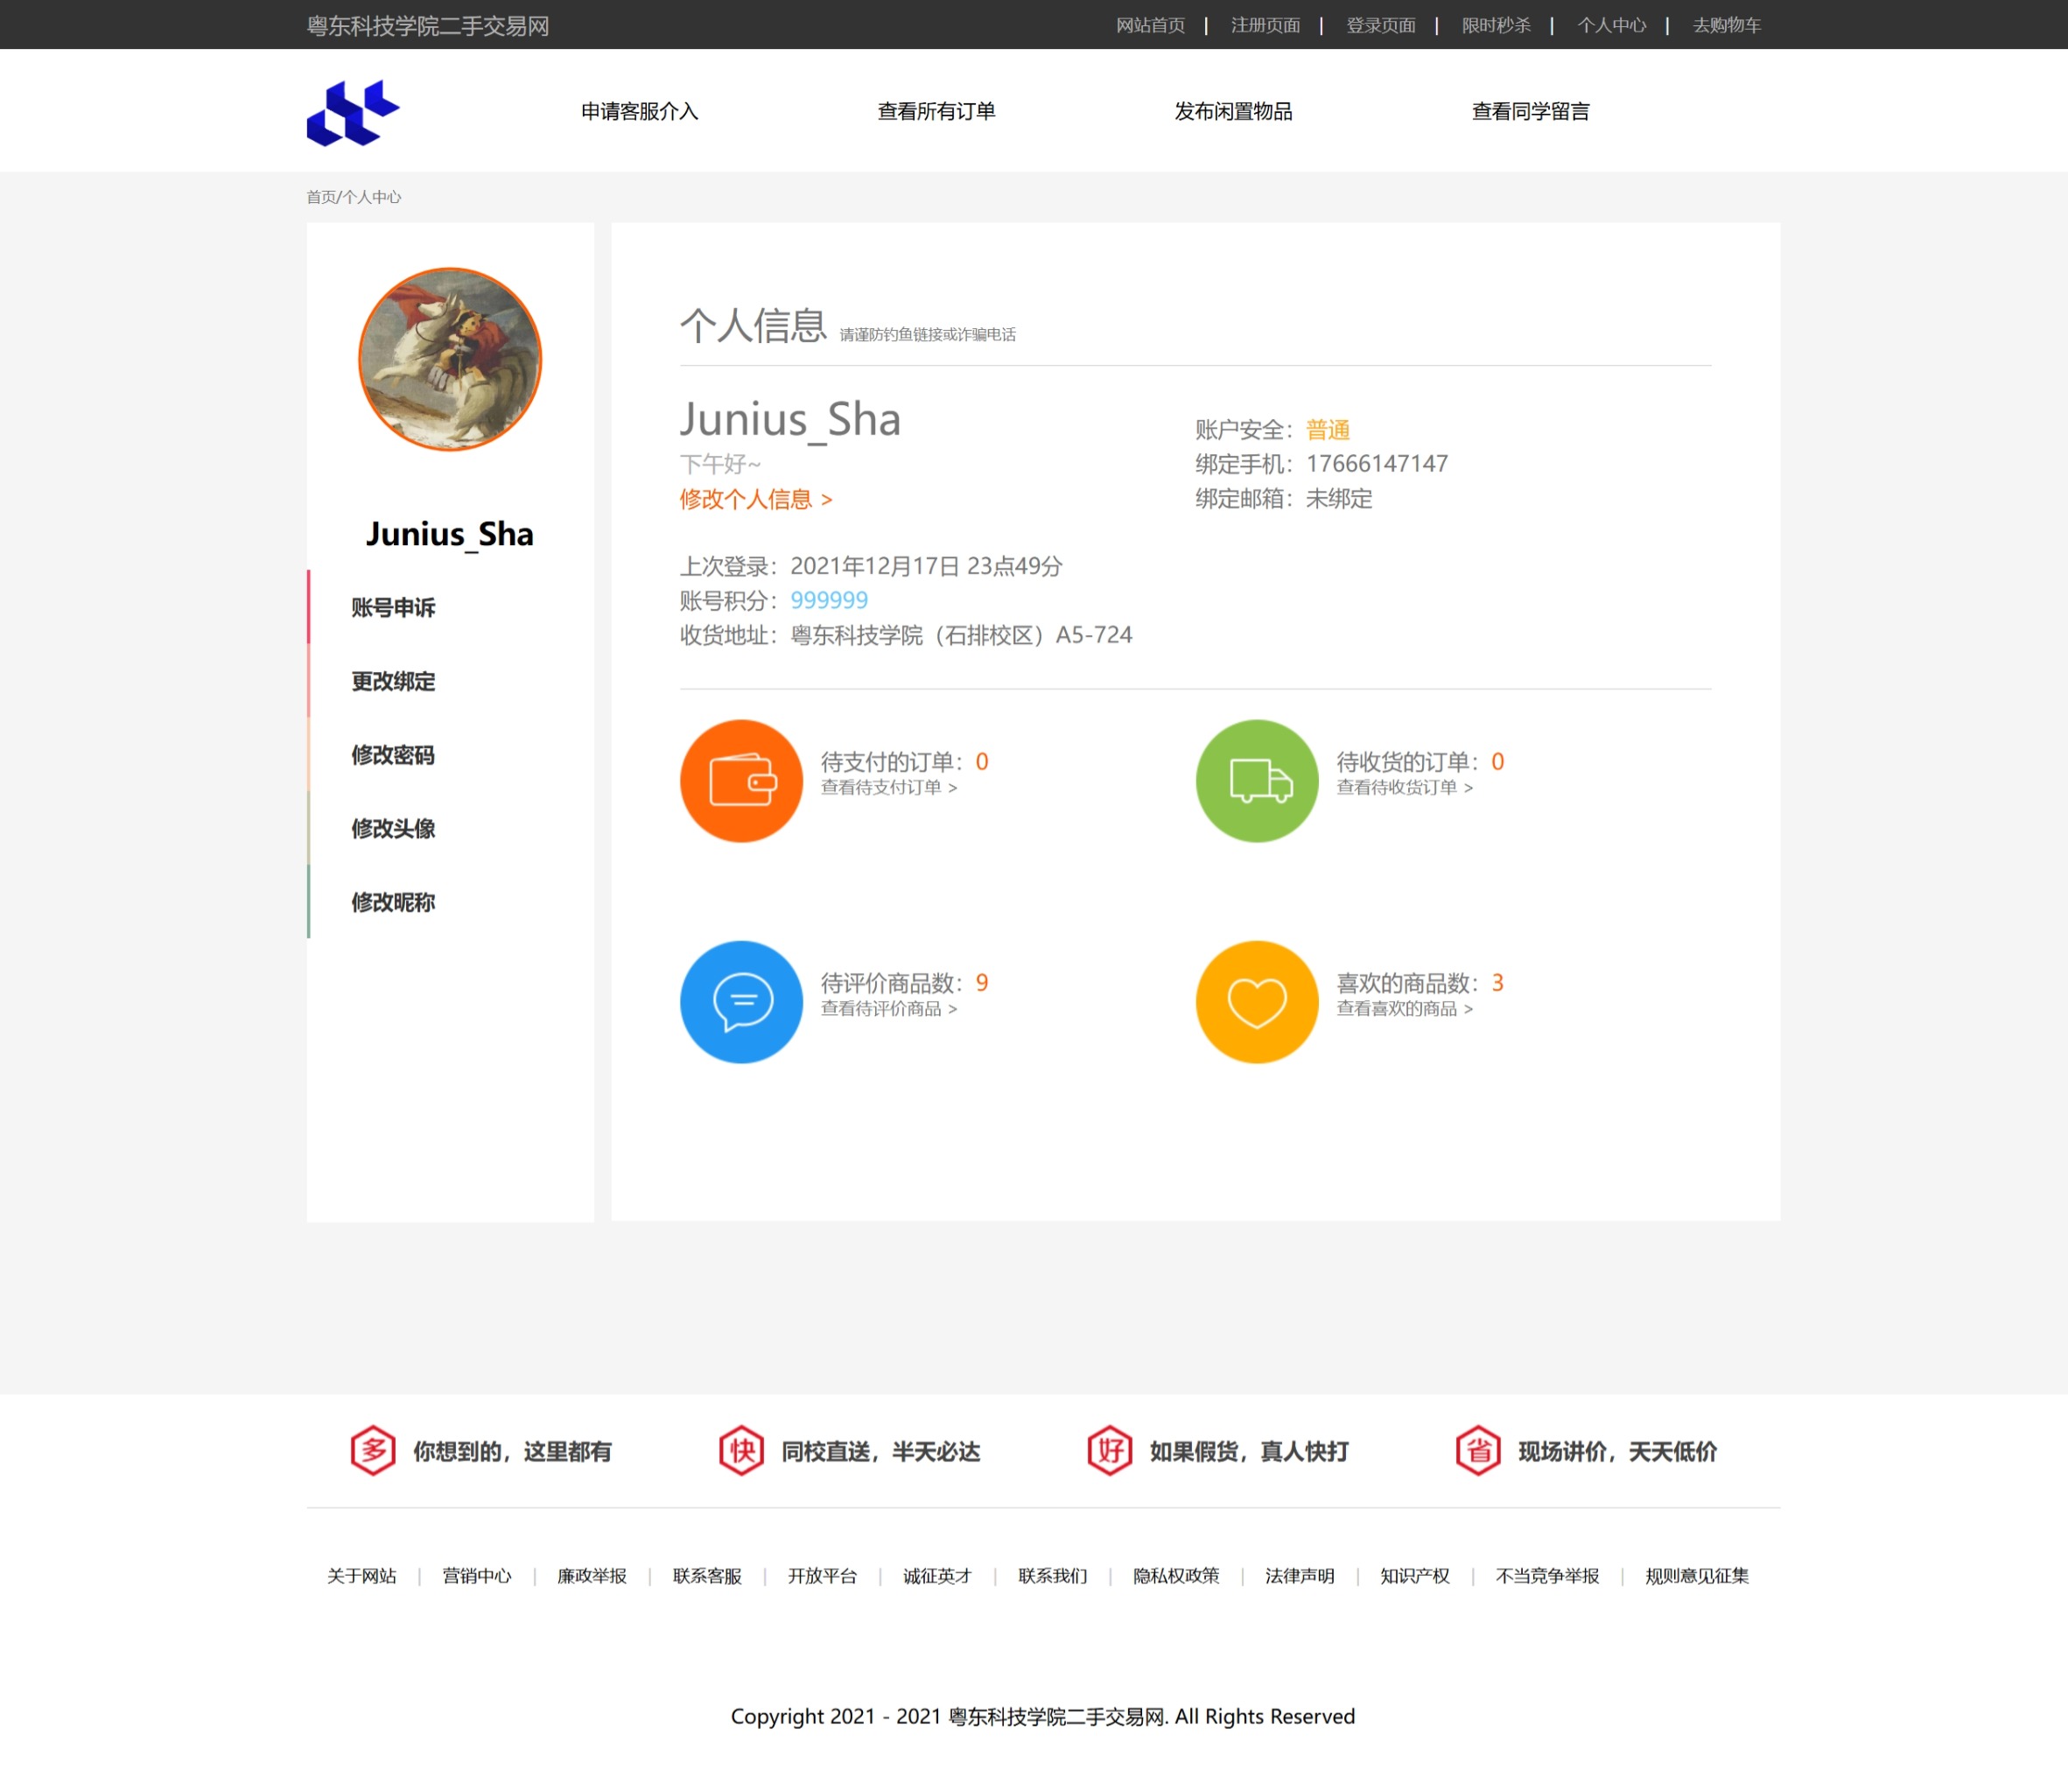 粤东科技学院二手交易网
网站首页 | 注册页面 | 登录页面 | 限时秒杀 | 个人中心 | 去购物车
申请客服介入 查看所有订单 发布闲置物品 查看同学留言
首页/个人中心
Junius_Sha
账号申诉
更改绑定
修改密码
修改头像
修改昵称
个人信息 请谨防钓鱼链接或诈骗电话
Junius_Sha
下午好~
修改个人信息 >
账户安全：普通
绑定手机：17666147147
绑定邮箱：未绑定
上次登录：2021年12月17日 23点49分
账号积分：999999
收货地址：粤东科技学院（石排校区）A5-724
待支付的订单：0
查看待支付订单 >
待收货的订单：0
查看待收货订单 >
待评价商品数：9
查看待评价商品 >
喜欢的商品数：3
查看喜欢的商品 >
多 你想到的，这里都有
快 同校直送，半天必达
好 如果假货，真人快打
省 现场讲价，天天低价
关于网站 | 营销中心 | 廉政举报 | 联系客服 | 开放平台 | 诚征英才 | 联系我们 | 隐私权政策 | 法律声明 | 知识产权 | 不当竞争举报 | 规则意见征集
Copyright 2021 - 2021 粤东科技学院二手交易网. All Rights Reserved